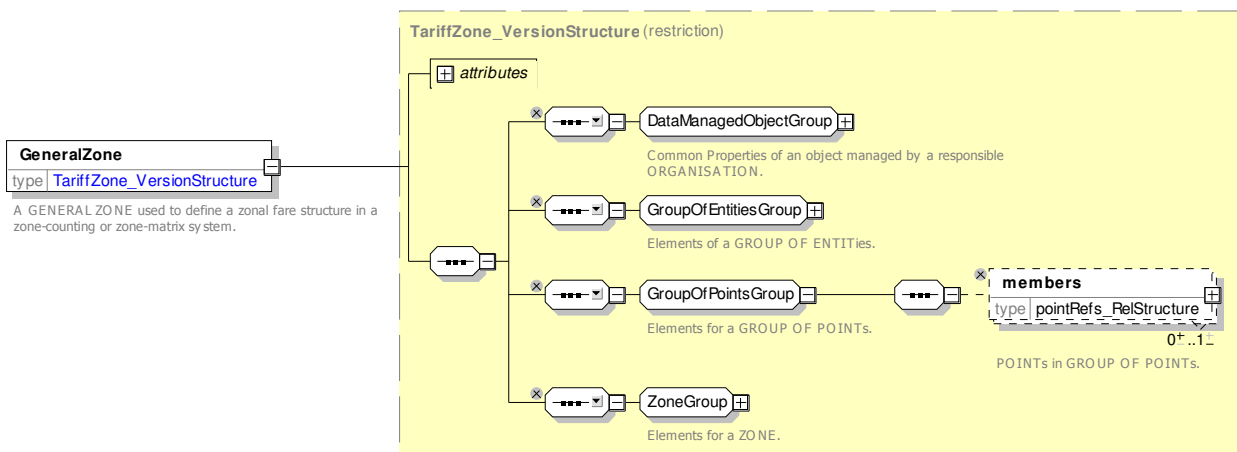 TariffZone_VersionStructure (restriction)
attributes
DataManagedObjectGroup
Common Properties of an object managed by a responsible
ORGANISATION.
GeneralZone
type TariffZone_VersionStructure
A GENERAL ZONE used to define a zonal fare structure in a
zone-counting or zone-matrix system.
GroupOfEntitiesGroup
Elements of a GROUP OF ENTITies.
GroupOfPointsGroup
Elements for a GROUP OF POINTs.
members
type pointRefs_RelStructure
0±..1±
POINTs in GROUP OF POINTs.
ZoneGroup
Elements for a ZONE.